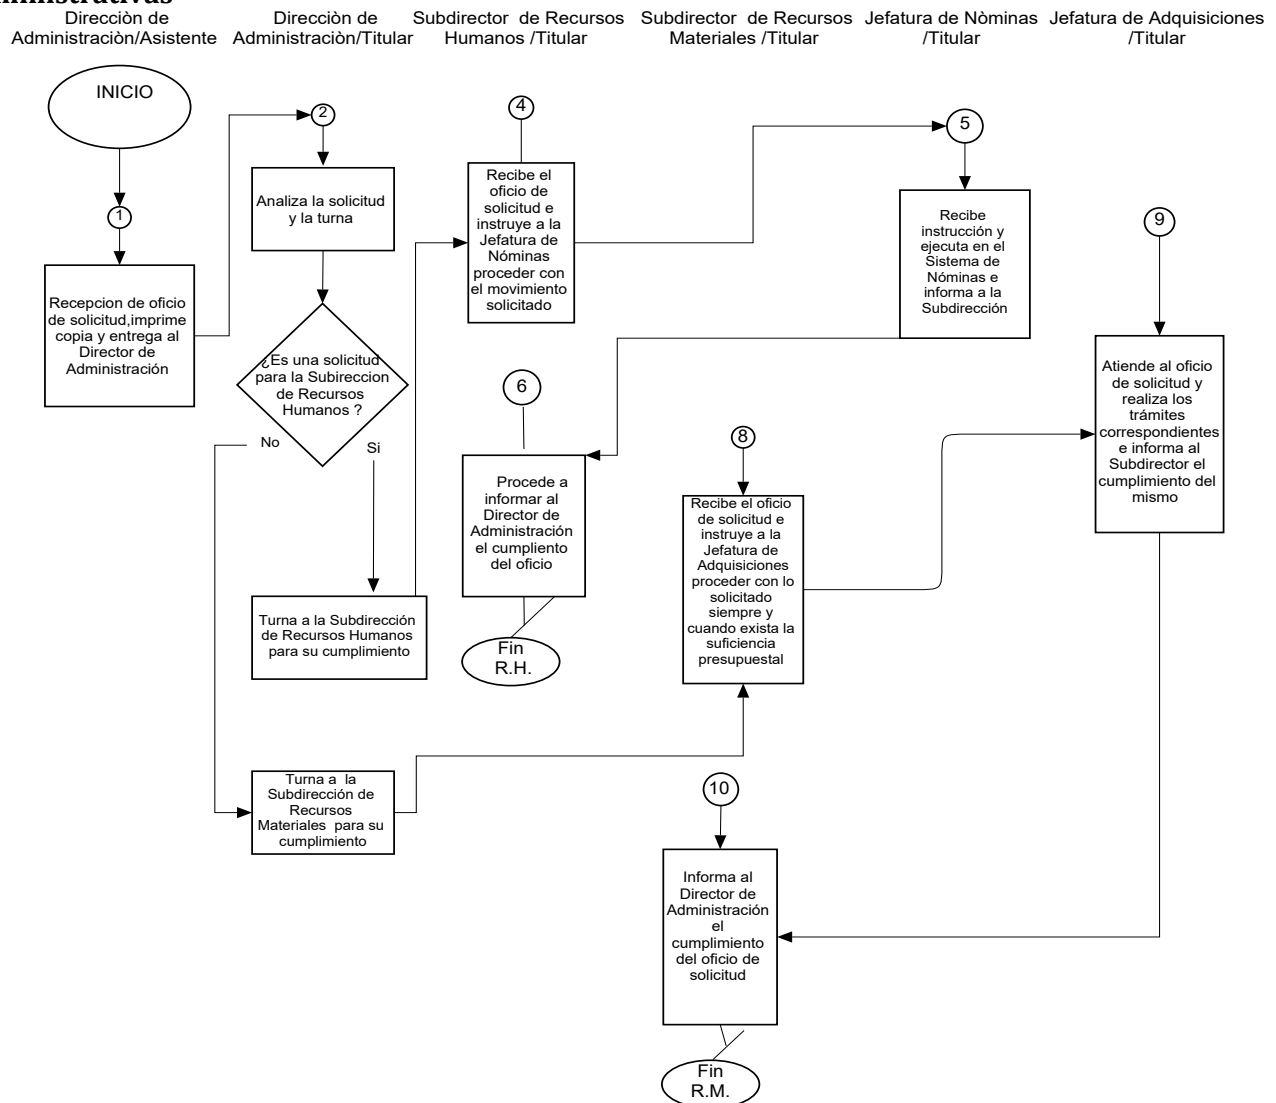 ministrativas
Direcciòn de
Administraciòn/Asistente
Direcciòn de
Administraciòn/Titular
Subdirector de Recursos
Humanos /Titular
Subdirector de Recursos
Materiales /Titular
Jefatura de Nòminas
/Titular
Jefatura de Adquisiciones
/Titular
INICIO
1
Recepcion de oficio
de solicitud,imprime
copia y entrega al
Director de
Administración
2
Analiza la solicitud
y la turna
¿Es una solicitud
para la Subireccion
de Recursos
Humanos ?
No
Si
Turna a la Subdirección
de Recursos Humanos
para su cumplimiento
Turna a la
Subdirección de
Recursos
Materiales para su
cumplimiento
4
Recibe el
oficio de
solicitud e
instruye a la
Jefatura de
Nóminas
proceder con
el movimiento
solicitado
5
Recibe
instrucción y
ejecuta en el
Sistema de
Nóminas e
informa a la
Subdirección
6
Procede a
informar al
Director de
Administración
el cumpliento
del oficio
Fin
R.H.
8
Recibe el oficio
de solicitud e
instruye a la
Jefatura de
Adquisiciones
proceder con lo
solicitado
siempre y
cuando exista la
suficiencia
presupuestal
9
Atiende al oficio
de solicitud y
realiza los
trámites
correspondientes
e informa al
Subdirector el
cumplimiento del
mismo
10
Informa al
Director de
Administración
el
cumplimiento
del oficio de
solicitud
Fin
R.M.